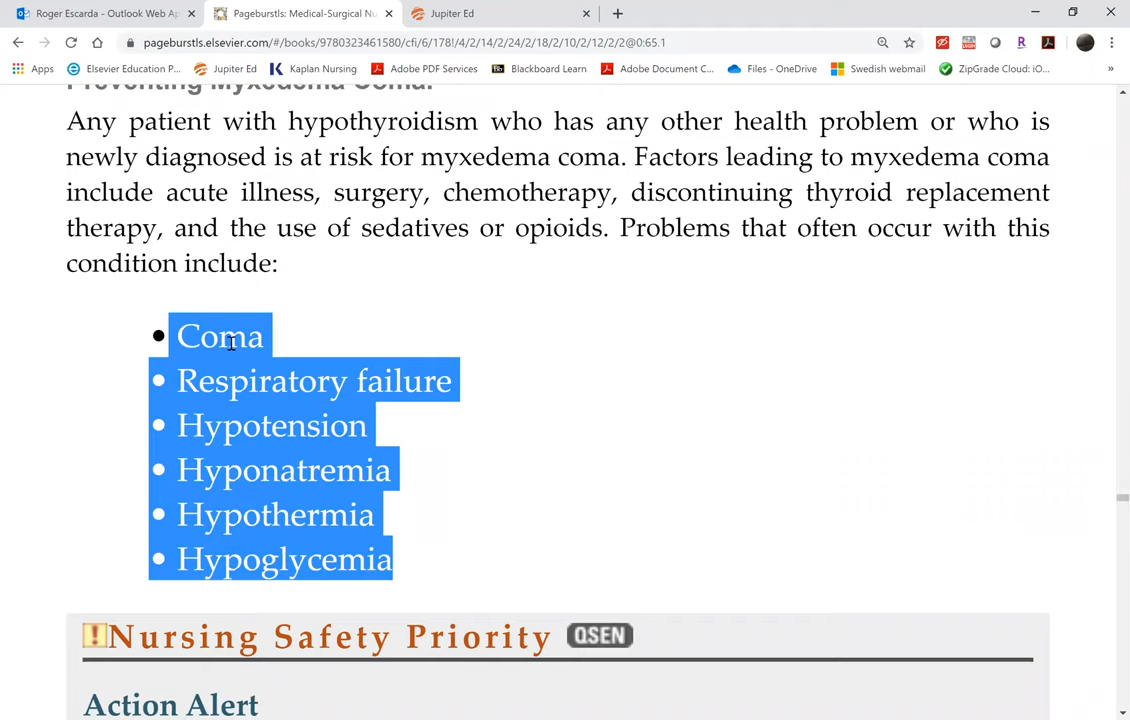 Roger Escarda - Outlook Web Ap
Pageburstls: Medical-Surgical Nu
Jupiter Ed
pageburstls.elsevier.com/#/books/9780323461580/cfi/6/178!/4/2/14/2/24/2/18/2/10/2/12/2/2@0:65.1
Apps
Elsevier Education P...
Jupiter Ed
Kaplan Nursing
Adobe PDF Services
Blackboard Learn
Adobe Document C...
Files - OneDrive
Swedish webmail
ZipGrade Cloud: iO...
»
Preventing Myxedema Coma.
Any patient with hypothyroidism who has any other health problem or who is
newly diagnosed is at risk for myxedema coma. Factors leading to myxedema coma
include acute illness, surgery, chemotherapy, discontinuing thyroid replacement
therapy, and the use of sedatives or opioids. Problems that often occur with this
condition include:
• Coma
• Respiratory failure
• Hypotension
• Hyponatremia
• Hypothermia
• Hypoglycemia
! Nursing Safety Priority QSEN
Action Alert